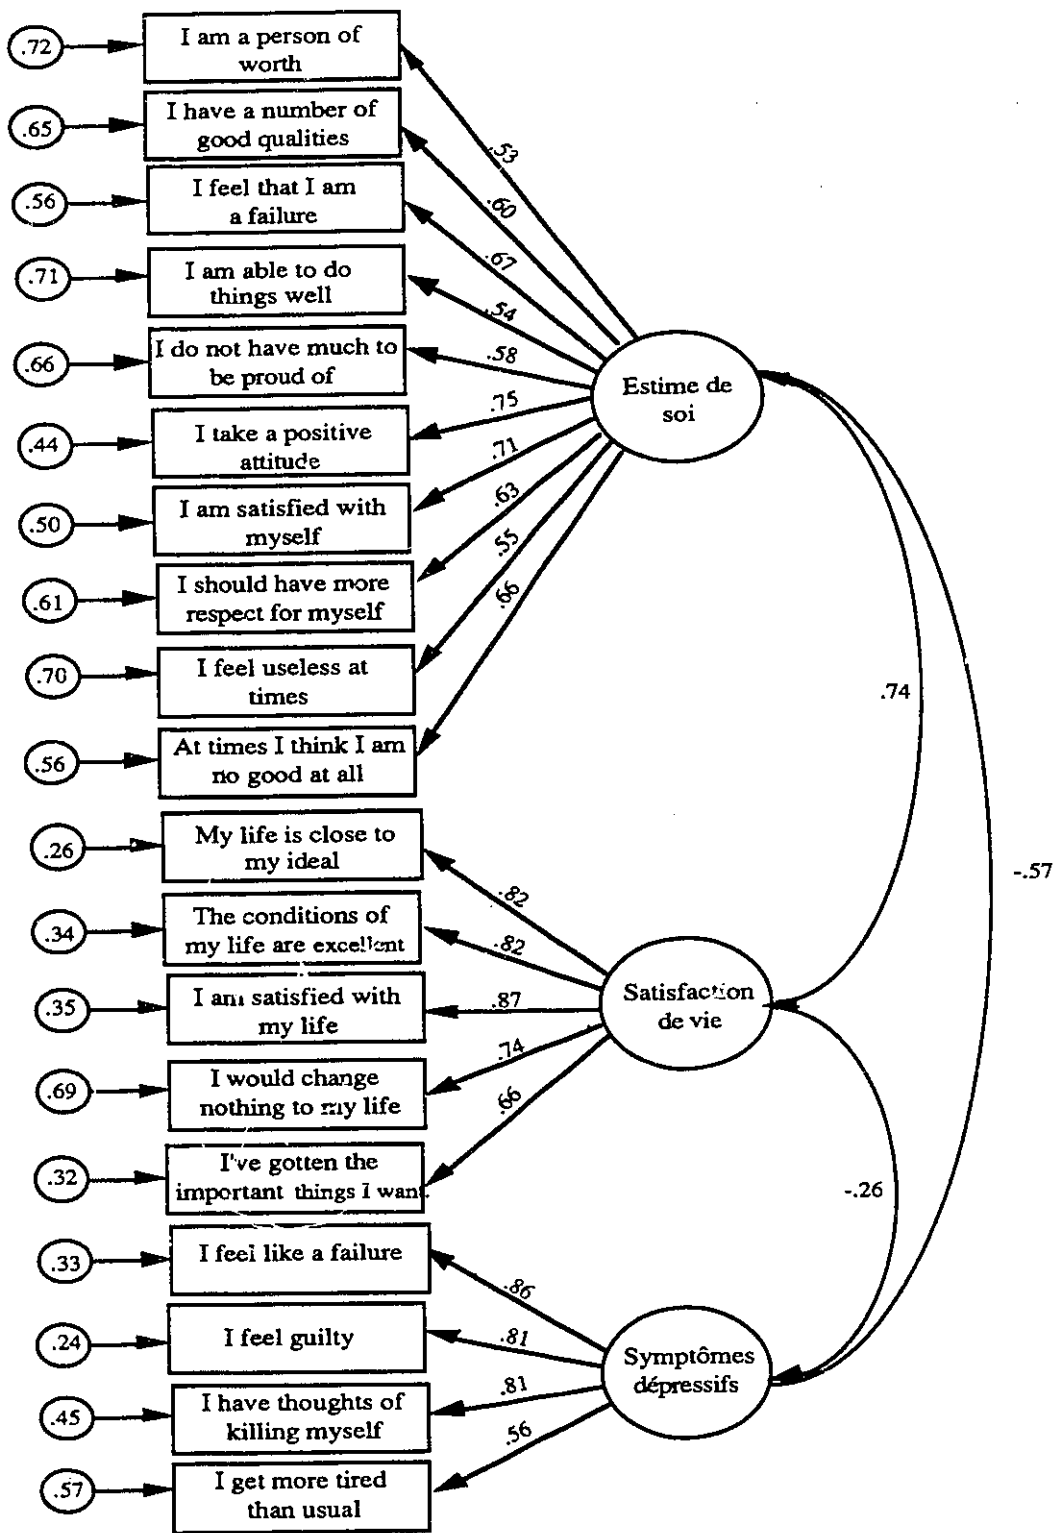 .72
I am a person of
worth
.65
I have a number of
good qualities
.53
.56
I feel that I am
a failure
.60
.71
I am able to do
things well
.67
.54
.66
I do not have much to
be proud of
.58
Estime de
soi
.44
I take a positive
attitude
.75
.50
I am satisfied with
myself
.71
.61
I should have more
respect for myself
.63
.70
I feel useless at
times
.55
.56
At times I think I am
no good at all
.66
.74
.26
My life is close to
my ideal
.82
-.57
.34
The conditions of
my life are excellent
.82
.35
I am satisfied with
my life
.87
Satisfaction
de vie
.69
I would change
nothing to my life
.74
.32
I've gotten the
important things I want.
.66
-.26
.33
I feel like a failure
.86
.24
I feel guilty
.81
Symptômes
dépressifs
.45
I have thoughts of
killing myself
.81
.57
I get more tired
than usual
.56